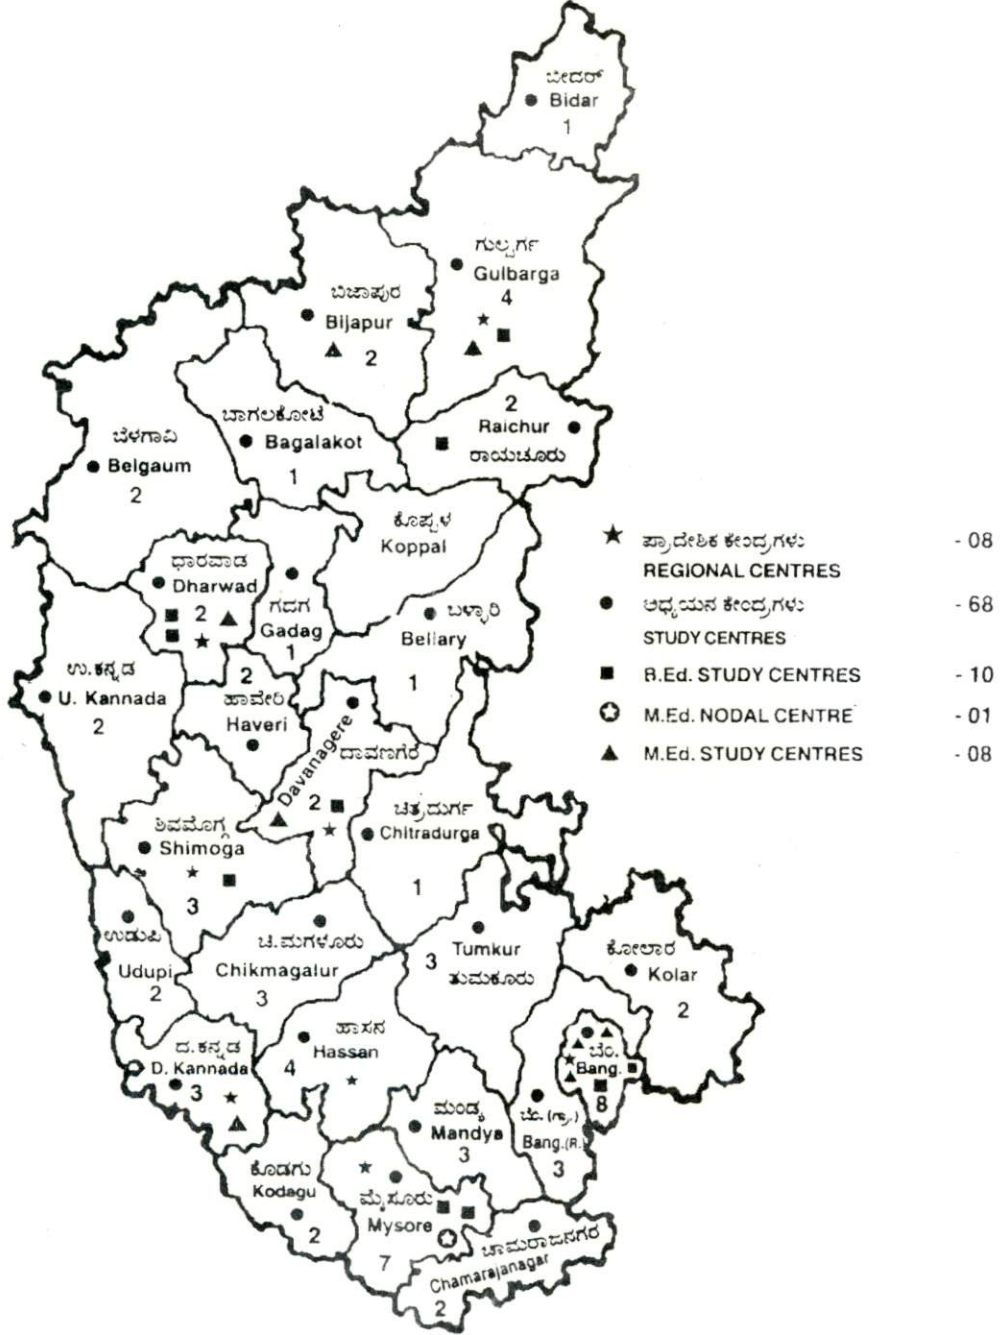 ಬೀದರ್
Bidar
1
ಗುಲ್ಬರ್ಗ
Gulbarga
4
ಬಿಜಾಪುರ
Bijapur
2
2
Raichur
ರಾಯಚೂರು
ಬಾಗಲಕೋಟೆ
Bagalakot
1
ಬೆಳಗಾವಿ
Belgaum
2
ಕೊಪ್ಪಳ
Koppal
ಧಾರವಾಡ
Dharwad
2
ಗದಗ
Gadag
1
ಬಳ್ಳಾರಿ
Bellary
1
ಉ.ಕನ್ನಡ
U. Kannada
2
2
ಹಾವೇರಿ
Haveri
Davanagere
ದಾವಣಗೆರೆ
2
ಚಿತ್ರದುರ್ಗ
Chitradurga
1
ಶಿವಮೊಗ್ಗ
Shimoga
3
ಉಡುಪಿ
Udupi
2
ಚಿ.ಮಗಳೂರು
Chikmagalur
3
3 Tumkur
ತುಮಕೂರು
ಕೋಲಾರ
Kolar
2
ಹಾಸನ
Hassan
4
ದ.ಕನ್ನಡ
D. Kannada
3
ಬೆಂ.
Bang.
8
ಬೆಂ. (ಗ್ರಾ.)
Bang.(R.)
3
ಮಂಡ್ಯ
Mandya
3
ಕೊಡಗು
Kodagu
2
ಮೈಸೂರು
Mysore
7
ಚಾಮರಾಜನಗರ
Chamarajanagar
2
ಪ್ರಾದೇಶಿಕ ಕೇಂದ್ರಗಳು - 08
REGIONAL CENTRES
ಅಧ್ಯಯನ ಕೇಂದ್ರಗಳು - 68
STUDY CENTRES
B.Ed. STUDY CENTRES - 10
M.Ed. NODAL CENTRE - 01
M.Ed. STUDY CENTRES - 08